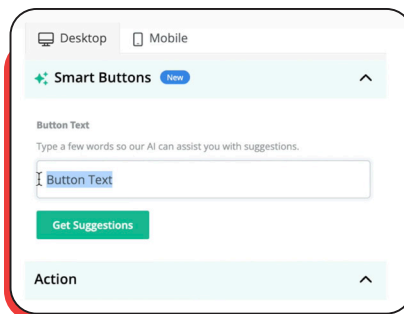 Desktop
Mobile
Smart Buttons New
Button Text
Type a few words so our AI can assist you with suggestions.
Button Text
Get Suggestions
Action